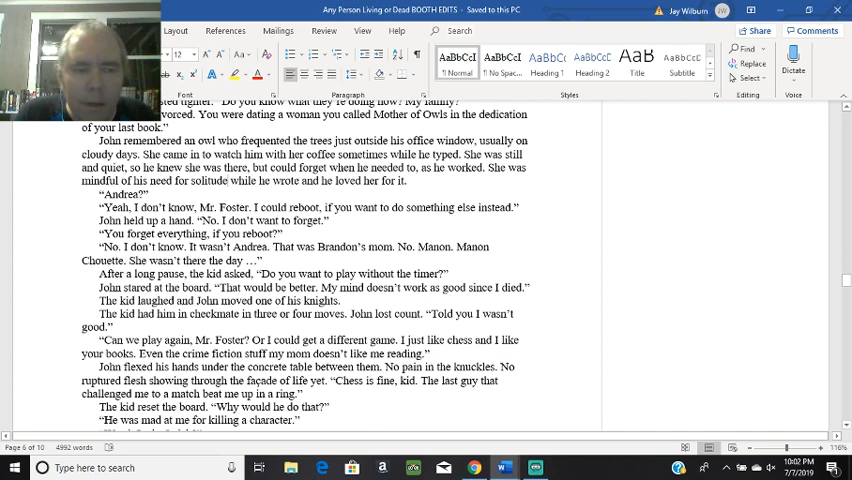 Any Person Living or Dead BOOTH EDITS - Saved to this PC
Jay Wilburn
JW
Layout References Mailings Review View Help Search
Share Comments
12
Find
Replace
Select
Dictate
AaBbCcI AaBbCcI AaBbC( AaBbCc AaB AaBbCcC
¶ Normal ¶ No Spac... Heading 1 Heading 2 Title Subtitle
Paragraph Styles Editing Voice
tighter. “Do you know what they’re doing now? My family?”
vorced. You were dating a woman you called Mother of Owls in the dedication
of your last book.”
John remembered an owl who frequented the trees just outside his office window, usually on
cloudy days. She came in to watch him with her coffee sometimes while he typed. She was still
and quiet, so he knew she was there, but could forget when he needed to, as he worked. She was
mindful of his need for solitude while he wrote and he loved her for it.
“Andrea?”
“Yeah, I don’t know, Mr. Foster. I could reboot, if you want to do something else instead.”
John held up a hand. “No. I don’t want to forget.”
“You forget everything, if you reboot?”
“No. I don’t know. It wasn’t Andrea. That was Brandon’s mom. No. Manon. Manon
Chouette. She wasn’t there the day …”
After a long pause, the kid asked, “Do you want to play without the timer?”
John stared at the board. “That would be better. My mind doesn’t work as good since I died.”
The kid laughed and John moved one of his knights.
The kid had him in checkmate in three or four moves. John lost count. “Told you I wasn’t
good.”
“Can we play again, Mr. Foster? Or I could get a different game. I just like chess and I like
your books. Even the crime fiction stuff my mom doesn’t like me reading.”
John flexed his hands under the concrete table between them. No pain in the knuckles. No
ruptured flesh showing through the façade of life yet. “Chess is fine, kid. The last guy that
challenged me to a match beat me up in a ring.”
The kid reset the board. “Why would he do that?”
“He was mad at me for killing a character.”
Page 6 of 10 4992 words
116%
Type here to search
10:02 PM
7/7/2019